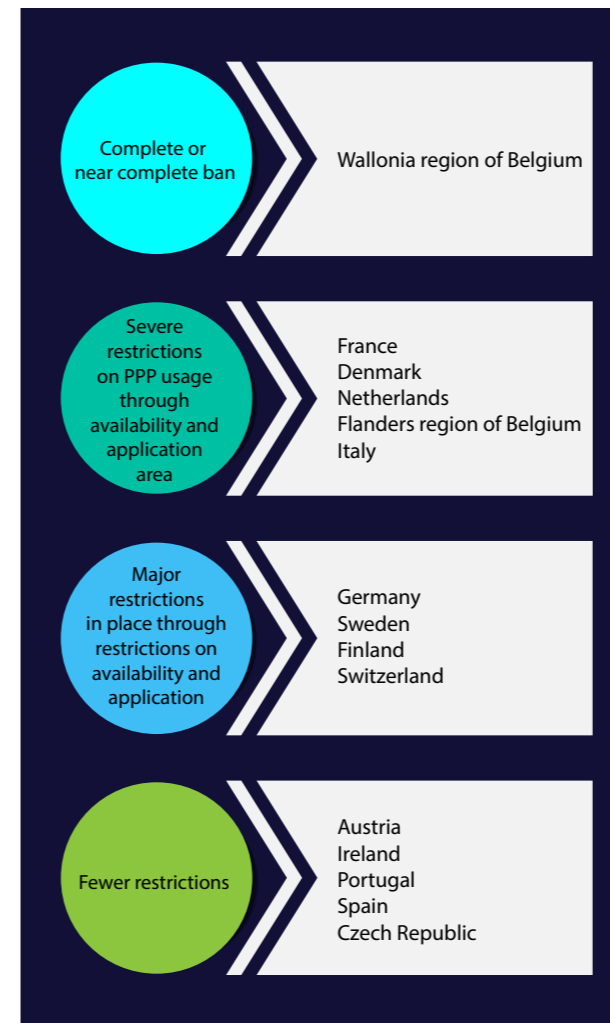 Complete or
near complete ban
Wallonia region of Belgium
Severe
restrictions
on PPP usage
through
availability and
application
area
France
Denmark
Netherlands
Flanders region of Belgium
Italy
Major
restrictions
in place through
restrictions on
availability and
application
Germany
Sweden
Finland
Switzerland
Fewer restrictions
Austria
Ireland
Portugal
Spain
Czech Republic